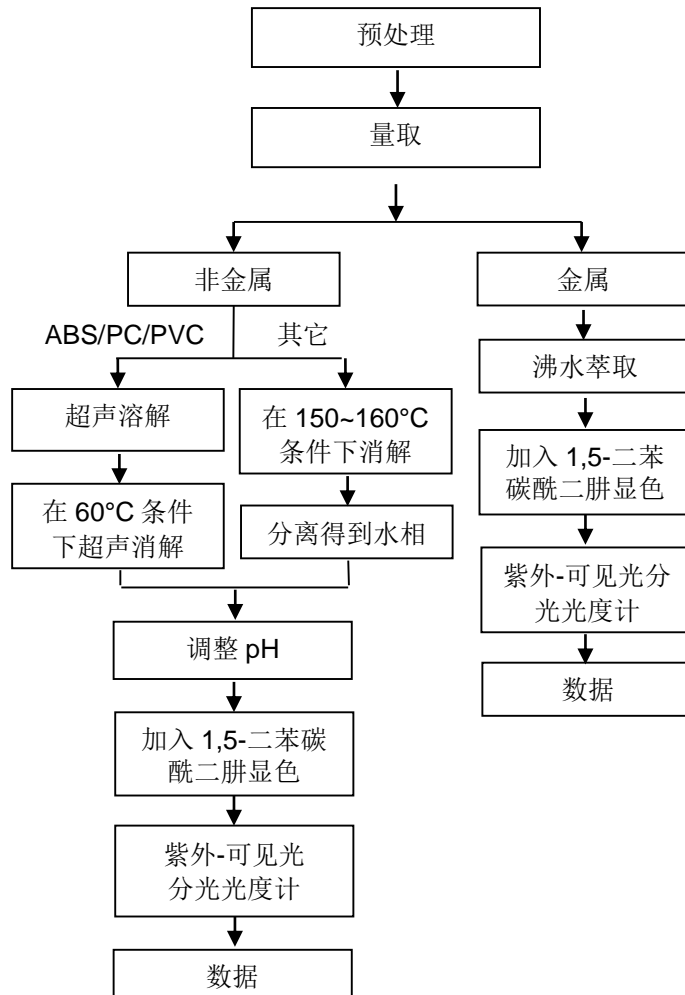 预处理
量取
非金属
金属
ABS/PC/PVC
其它
沸水萃取
超声溶解
在 150~160°C
条件下消解
加入 1,5-二苯
碳酰二肼显色
在 60°C 条件
下超声消解
分离得到水相
紫外-可见光分
光光度计
调整 pH
数据
加入 1,5-二苯碳
酰二肼显色
紫外-可见光
分光光度计
数据